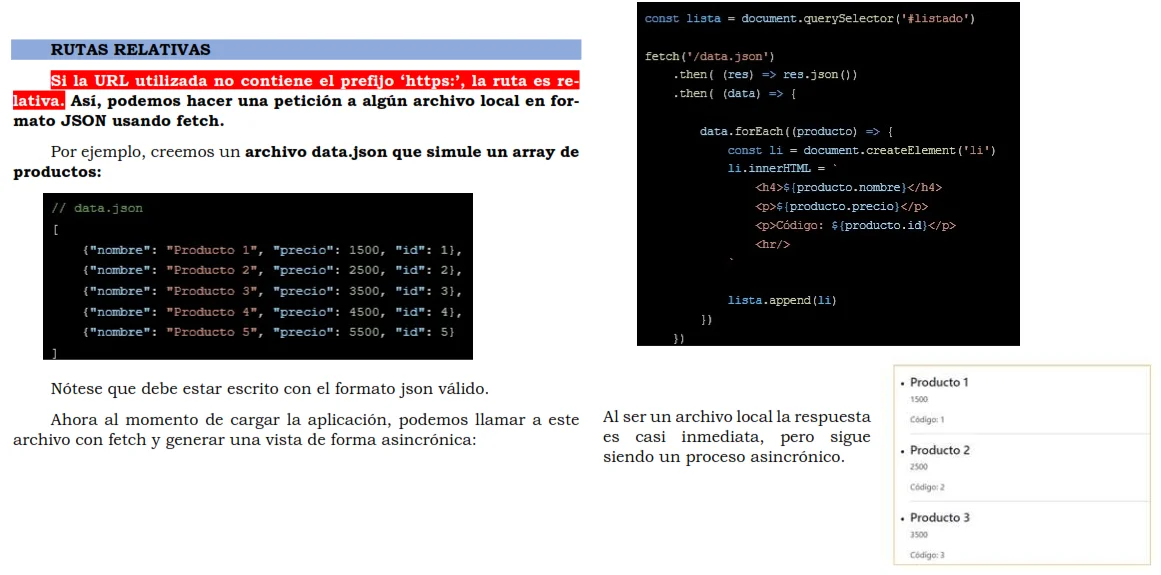 RUTAS RELATIVAS
Si la URL utilizada no contiene el prefijo ‘https:’, la ruta es re-
lativa. Así, podemos hacer una petición a algún archivo local en for-
mato JSON usando fetch.
Por ejemplo, creemos un archivo data.json que simule un array de
productos:
// data.json
[
{"nombre": "Producto 1", "precio": 1500, "id": 1},
{"nombre": "Producto 2", "precio": 2500, "id": 2},
{"nombre": "Producto 3", "precio": 3500, "id": 3},
{"nombre": "Producto 4", "precio": 4500, "id": 4},
{"nombre": "Producto 5", "precio": 5500, "id": 5}
]
Nótese que debe estar escrito con el formato json válido.
Ahora al momento de cargar la aplicación, podemos llamar a este
archivo con fetch y generar una vista de forma asincrónica:
const lista = document.querySelector('#listado')
fetch('/data.json')
.then( (res) => res.json())
.then( (data) => {
data.forEach((producto) => {
const li = document.createElement('li')
li.innerHTML = `
<h4>${producto.nombre}</h4>
<p>${producto.precio}</p>
<p>Código: ${producto.id}</p>
<hr/>
`
lista.append(li)
})
})
Al ser un archivo local la respuesta
es casi inmediata, pero sigue
siendo un proceso asincrónico.
• Producto 1
1500
Código: 1
• Producto 2
2500
Código: 2
• Producto 3
3500
Código: 3